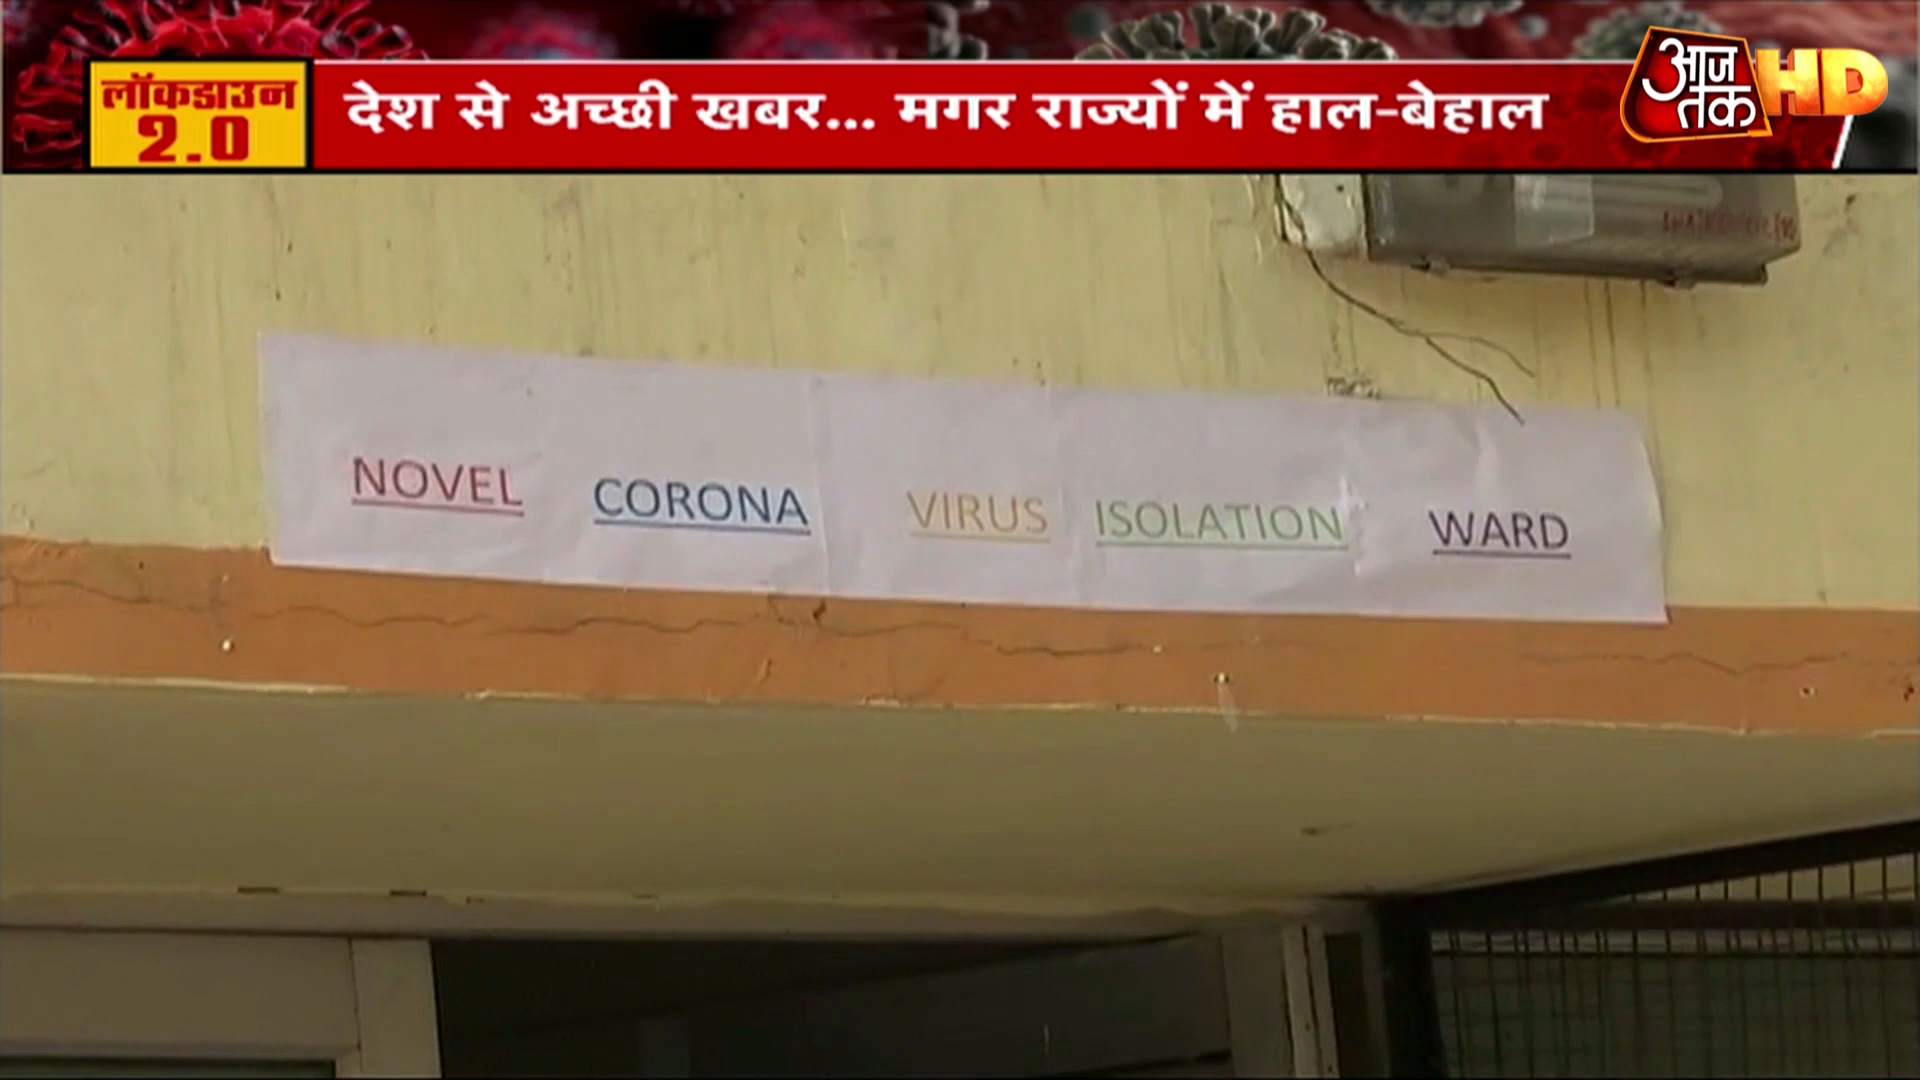 लॉकडाउन
2.0
देश से अच्छी खबर... मगर राज्यों में हाल-बेहाल
आज
तक HD
NOVEL CORONA VIRUS ISOLATION WARD